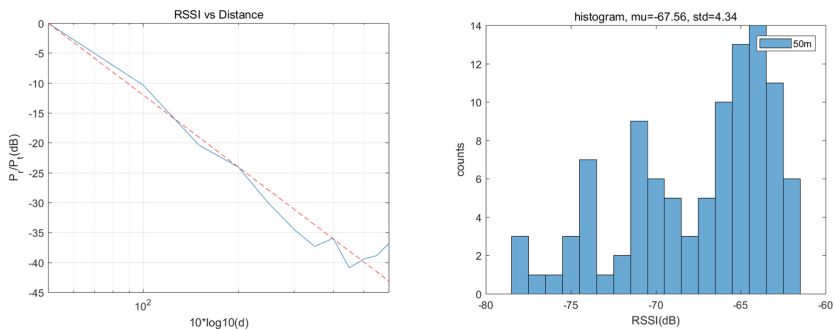 RSSI vs Distance
0
-5
-10
-15
-20
-25
-30
-35
-40
-45
P_r/P_t(dB)
10^2
10*log10(d)
histogram, mu=-67.56, std=4.34
50m
14
12
10
8
6
4
2
0
counts
-80 -75 -70 -65 -60
RSSI(dB)